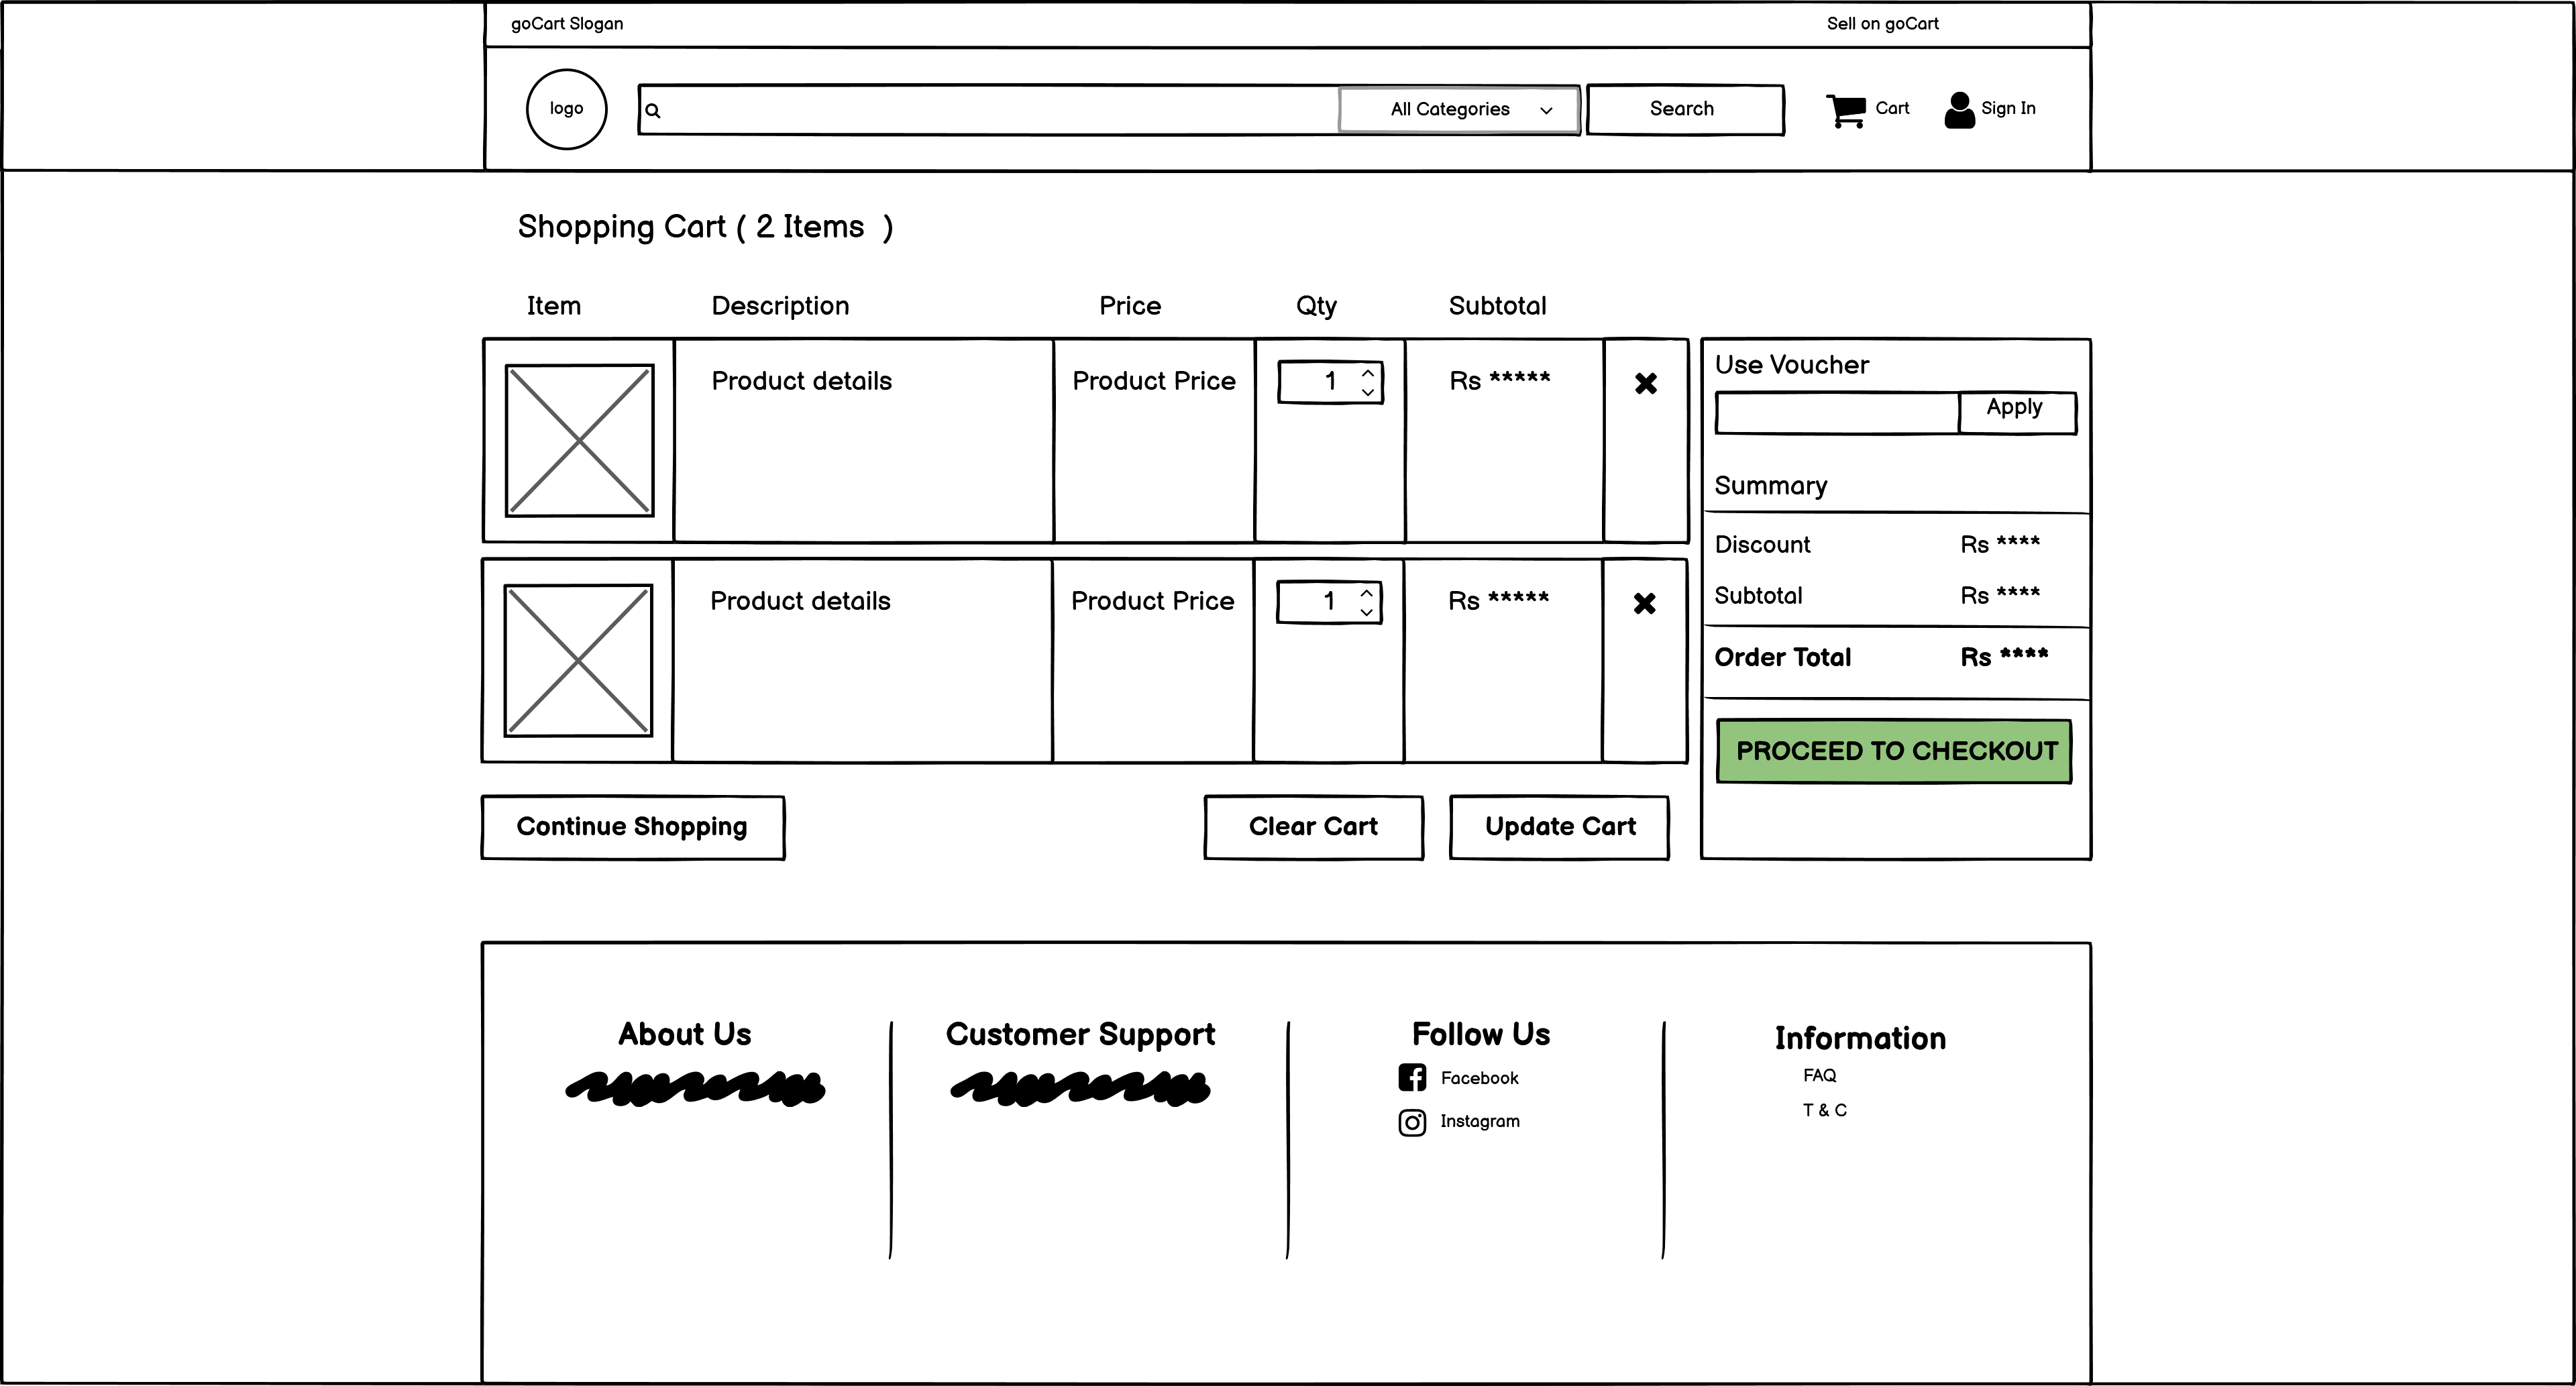 goCart Slogan
Sell on goCart
logo
All Categories
Search
Cart
Sign In
Shopping Cart ( 2 Items )
Item
Description
Price
Qty
Subtotal
Product details
Product Price
1
Rs *****
Product details
Product Price
1
Rs *****
Continue Shopping
Clear Cart
Update Cart
Use Voucher
Apply
Summary
Discount
Rs ****
Subtotal
Rs ****
Order Total
Rs ****
PROCEED TO CHECKOUT
About Us
Customer Support
Follow Us
Facebook
Instagram
Information
FAQ
T & C